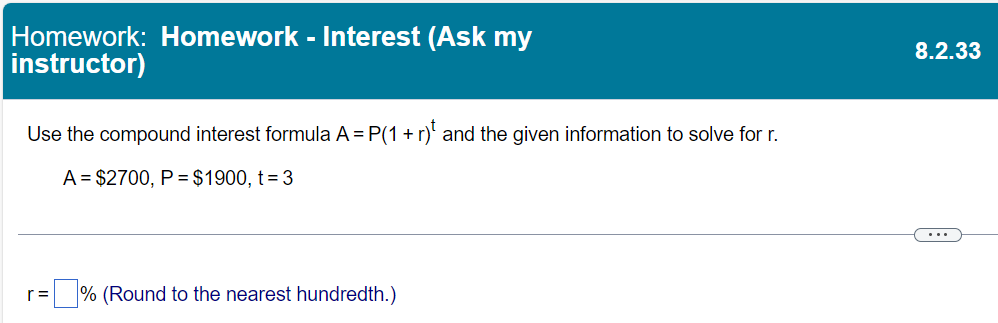 Homework: Homework - Interest (Ask my
instructor)
8.2.33
Use the compound interest formula A = P(1 + r)^t and the given information to solve for r.
A = $2700, P = $1900, t = 3
r = % (Round to the nearest hundredth.)